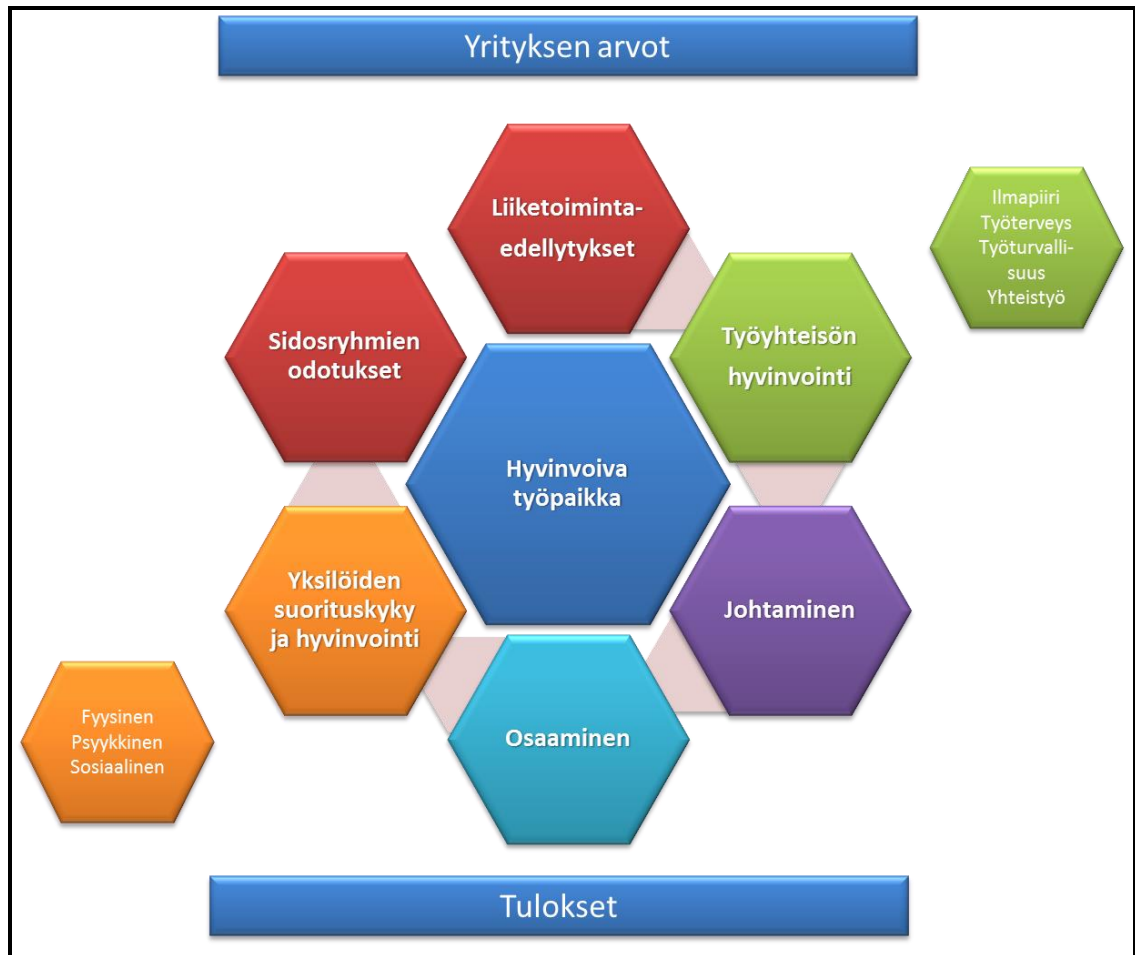 Yrityksen arvot
Liiketoiminta-
edellytykset
Ilmapiiri
Työterveys
Työturvalli-
suus
Yhteistyö
Sidosryhmien
odotukset
Työyhteisön
hyvinvointi
Hyvinvoiva
työpaikka
Yksilöiden
suorituskyky
ja hyvinvointi
Johtaminen
Fyysinen
Psyykkinen
Sosiaalinen
Osaaminen
Tulokset